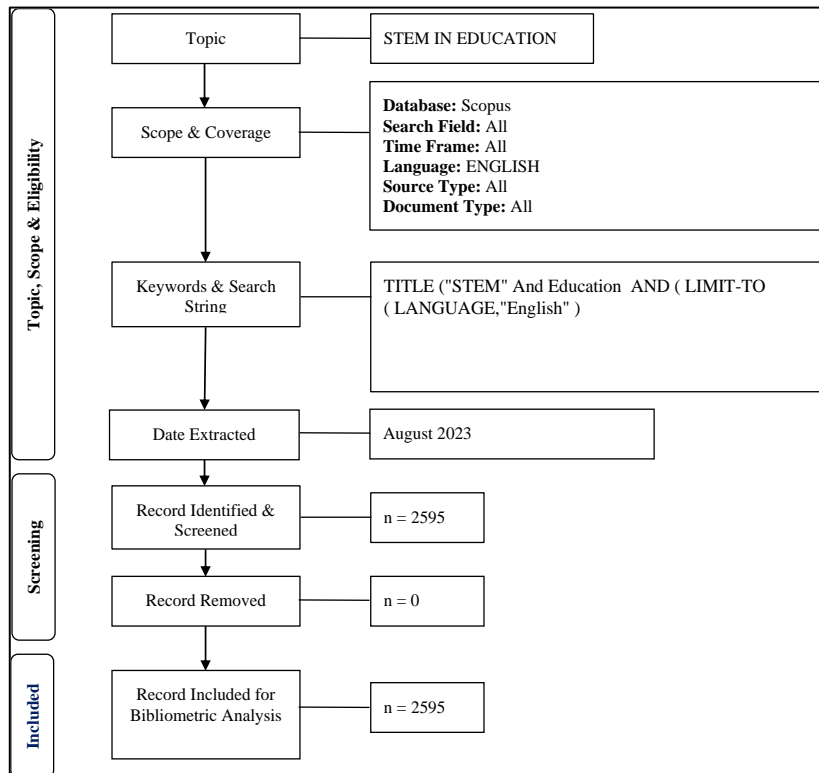 Topic, Scope & Eligibility
Topic
STEM IN EDUCATION
Scope & Coverage
Database: Scopus
Search Field: All
Time Frame: All
Language: ENGLISH
Source Type: All
Document Type: All
Keywords & Search
String
TITLE ("STEM" And Education AND ( LIMIT-TO
( LANGUAGE,"English" )
Date Extracted
August 2023
Screening
Record Identified &
Screened
n = 2595
Record Removed
n = 0
Included
Record Included for
Bibliometric Analysis
n = 2595